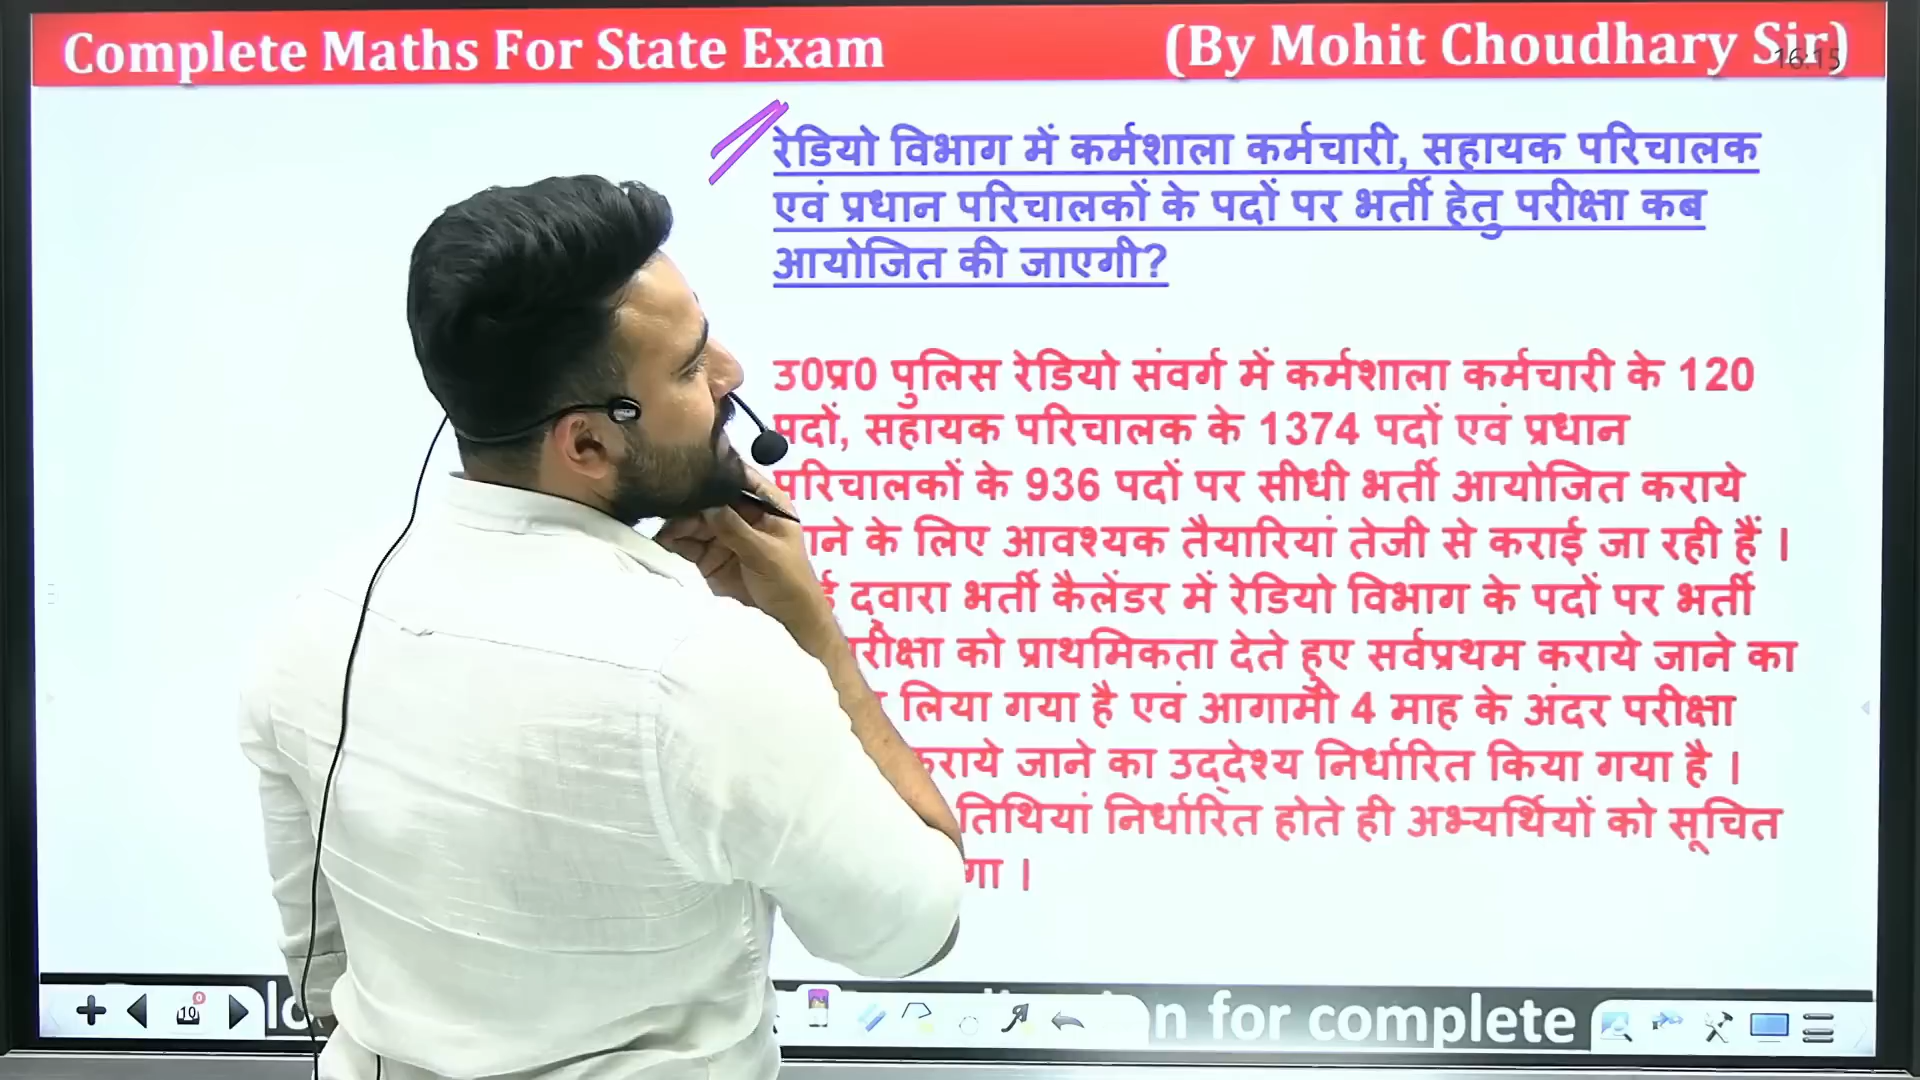 Complete Maths For State Exam (By Mohit Choudhary Sir)
16:15
रेडियो विभाग में कर्मशाला कर्मचारी, सहायक परिचालक
एवं प्रधान परिचालकों के पदों पर भर्ती हेतु परीक्षा कब
आयोजित की जाएगी?
उ0प्र0 पुलिस रेडियो संवर्ग में कर्मशाला कर्मचारी के 120
पदों, सहायक परिचालक के 1374 पदों एवं प्रधान
परिचालकों के 936 पदों पर सीधी भर्ती आयोजित कराये
के लिए आवश्यक तैयारियां तेजी से कराई जा रही हैं ।
द्वारा भर्ती कैलेंडर में रेडियो विभाग के पदों पर भर्ती
को प्राथमिकता देते हुए सर्वप्रथम कराये जाने का
लिया गया है एवं आगामी 4 माह के अंदर परीक्षा
कराये जाने का उद्देश्य निर्धारित किया गया है ।
तिथियां निर्धारित होते ही अभ्यर्थियों को सूचित
गा ।
10
n for complete